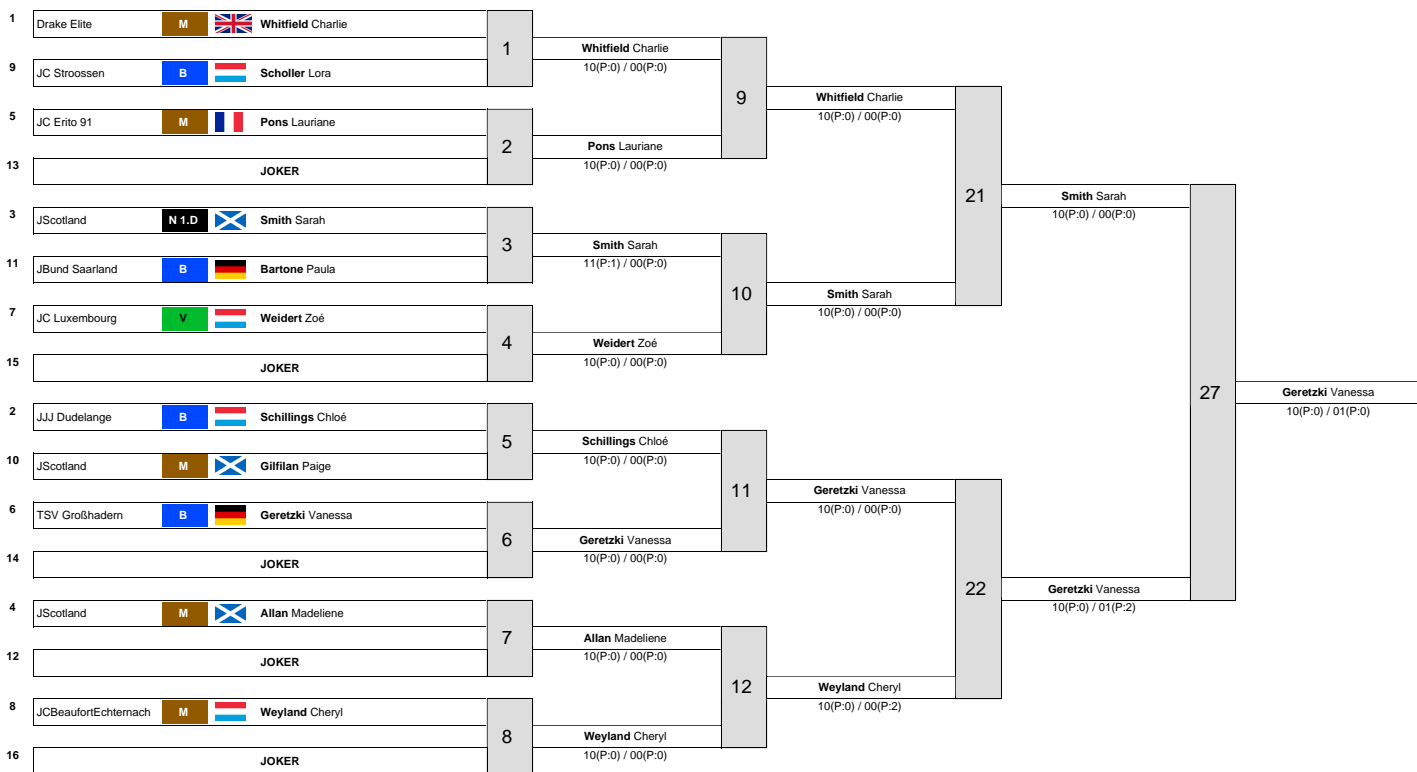 1 Drake Elite M Whitfield Charlie
9 JC Stroossen B Scholler Lora
1
Whitfield Charlie
10(P:0) / 00(P:0)
5 JC Erito 91 M Pons Lauriane
13 JOKER
2
Pons Lauriane
10(P:0) / 00(P:0)
9
Whitfield Charlie
10(P:0) / 00(P:0)
3 JScotland N 1.D Smith Sarah
11 JBund Saarland B Bartone Paula
3
Smith Sarah
11(P:1) / 00(P:0)
7 JC Luxembourg V Weidert Zoé
15 JOKER
4
Weidert Zoé
10(P:0) / 00(P:0)
10
Smith Sarah
10(P:0) / 00(P:0)
21
Smith Sarah
10(P:0) / 00(P:0)
2 JJJ Dudelange B Schillings Chloé
10 JScotland M Gilfilan Paige
5
Schillings Chloé
10(P:0) / 00(P:0)
6 TSV Großhadern B Geretzki Vanessa
14 JOKER
6
Geretzki Vanessa
10(P:0) / 00(P:0)
11
Geretzki Vanessa
10(P:0) / 00(P:0)
4 JScotland M Allan Madeliene
12 JOKER
7
Allan Madeliene
10(P:0) / 00(P:0)
8 JCBeaufortEchternach M Weyland Cheryl
16 JOKER
8
Weyland Cheryl
10(P:0) / 00(P:0)
12
Weyland Cheryl
10(P:0) / 00(P:2)
22
Geretzki Vanessa
10(P:0) / 01(P:2)
27
Geretzki Vanessa
10(P:0) / 01(P:0)